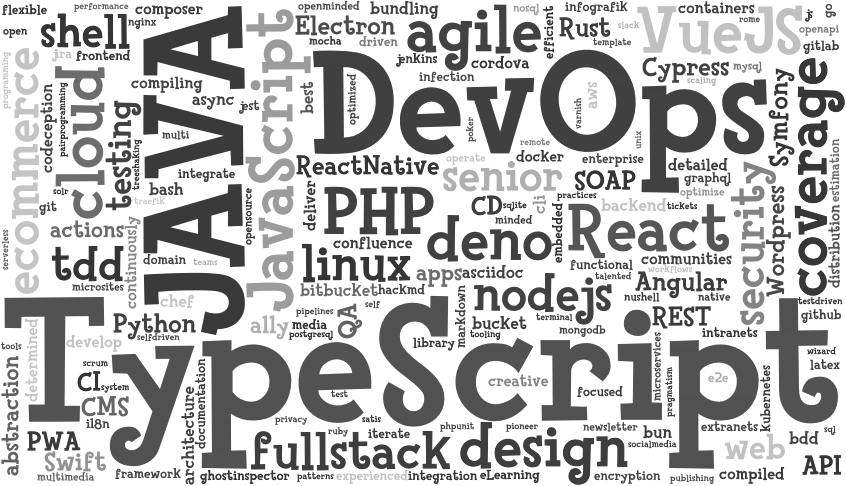 flexible
performance
composer
openminded
bundling
nosql
infografik
containers
jr
go
nginx
open
shell
JAVA
JavaScript
Electron
agile
efficient
Rust
slack
rome
VueJS
openapi
gitlab
jira
frontend
mocha
driven
jenkins
cordova
template
Cypress
mysql
programming
ecommerce
codeception
pairprogramming
cloud
compiling
async
jest
best
optimized
DevOps
infection
varnish
aws
scaling
Symfony
coverage
testing
treeshaking
multi
integrate
poker
remote
unix
docker
enterprise
detailed
graphql
estimation
solr
bash
opensource
ReactNative
operate
senior
SOAP
optimize
git
traefik
deliver
PHP
CD
sqlite
cli
practices
backend
tickets
security
Wordpress
distribution
actions
continuously
minded
embedded
React
serverless
tdd
domain
teams
confluence
deno
communities
microsites
linux
apps
asciidoc
functional
talented
workflows
Angular
chef
bitbucket
hackmd
nodejs
nushell
native
testdriven
TypeScript
Python
selfdriven
ally
pipelines
self
media
postgresql
QA
markdown
bucket
tooling
terminal
mongodb
REST
intranets
github
tools
determined
develop
library
wizard
latex
scrum
CI
system
CMS
i18n
documentation
architecture
test
creative
focused
microservices
pragmatism
e2e
kubernetes
abstraction
PWA
Swift
multimedia
framework
privacy
ruby
satis
iterate
phpunit
pioneer
newsletter
bun
socialmedia
extranets
web
bdd
sql
fullstack
design
ghostinspector
patterns
experienced
integration
eLearning
encryption
publishing
compiled
API